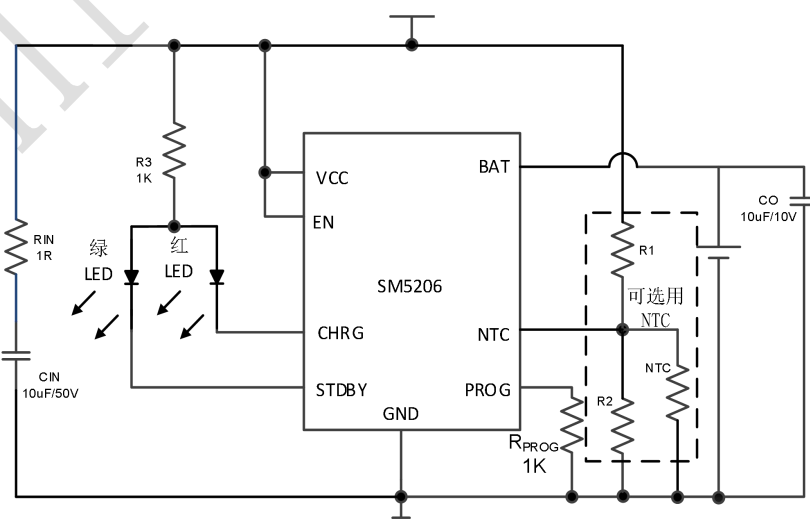 R3
1K
RIN
1R
绿
LED
红
LED
CIN
10uF/50V
VCC
EN
CHRG
STDBY
GND
SM5206
BAT
NTC
PROG
RPROG
1K
R1
可选用
NTC
NTC
R2
CO
10uF/10V